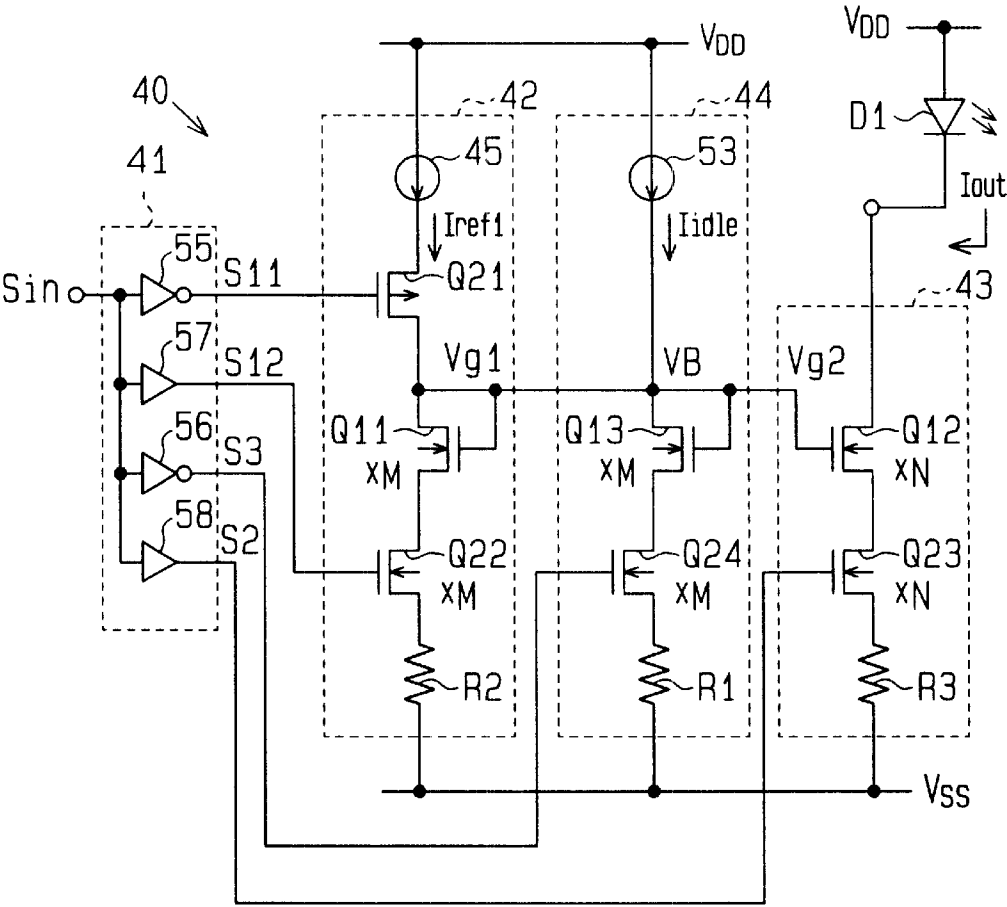 VDD
VDD
40
42
44
D1
41
45
53
Iout
Iref1
Iidle
55
Sin
S11
Q21
43
57
S12
Vg1
VB
Vg2
56
S3
Q11
xM
Q13
xM
Q12
xN
58
S2
Q22
xM
Q24
xM
Q23
xN
R2
R1
R3
VSS